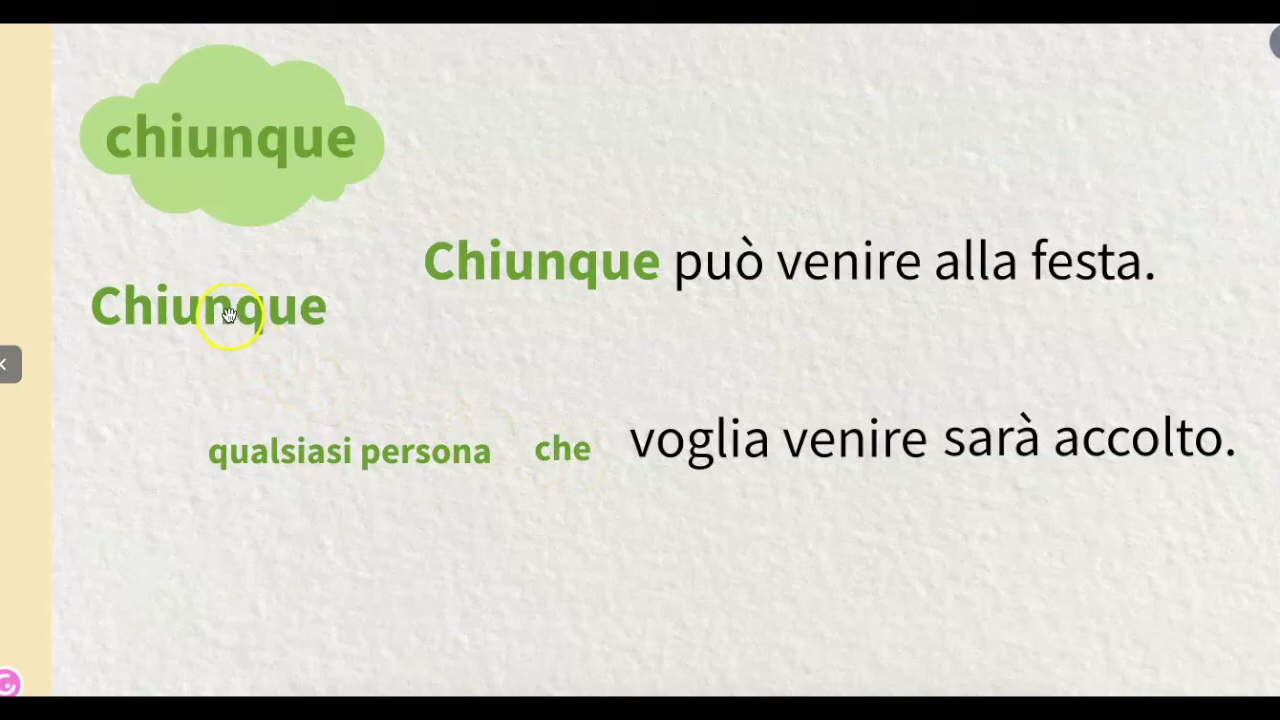 chiunque
Chiunque può venire alla festa.
Chiunque
qualsiasi persona che voglia venire sarà accolto.